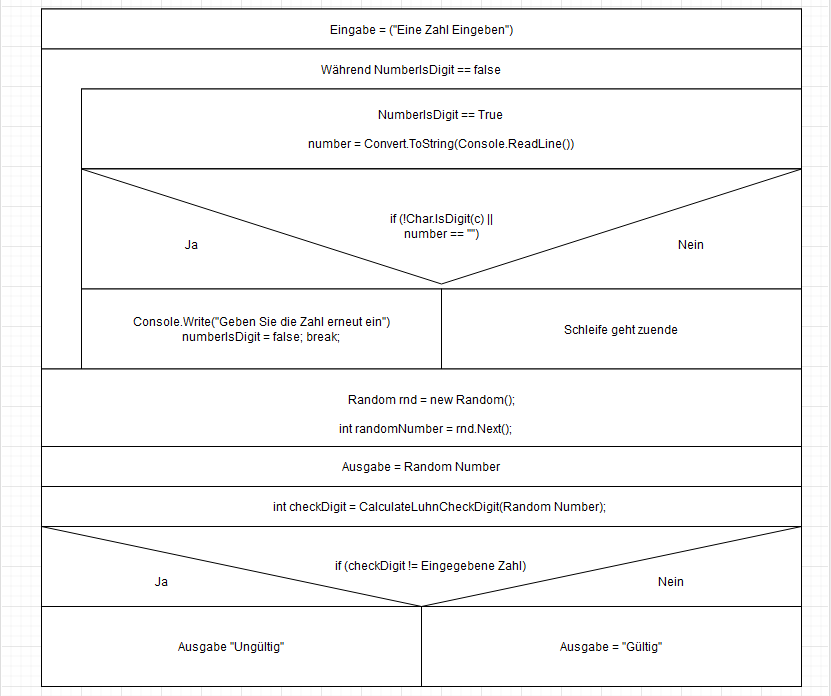 Eingabe = ("Eine Zahl Eingeben")
Während NumberIsDigit == false
NumberIsDigit == True
number = Convert.ToString(Console.ReadLine())
if (!Char.IsDigit(c) ||
number == "")
Ja
Nein
Console.Write("Geben Sie die Zahl erneut ein")
numberIsDigit = false; break;
Schleife geht zuende
Random rnd = new Random();
int randomNumber = rnd.Next();
Ausgabe = Random Number
int checkDigit = CalculateLuhnCheckDigit(Random Number);
if (checkDigit != Eingegebene Zahl)
Ja
Nein
Ausgabe "Ungültig"
Ausgabe = "Gültig"